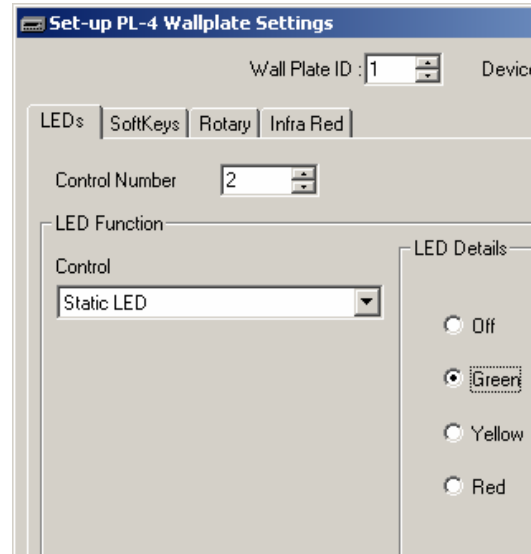 Set-up PL-4 Wallplate Settings
Wall Plate ID : 1 Device
LEDs SoftKeys Rotary Infra Red
Control Number 2
LED Function
LED Details
Control
Static LED
Off
Green
Yellow
Red